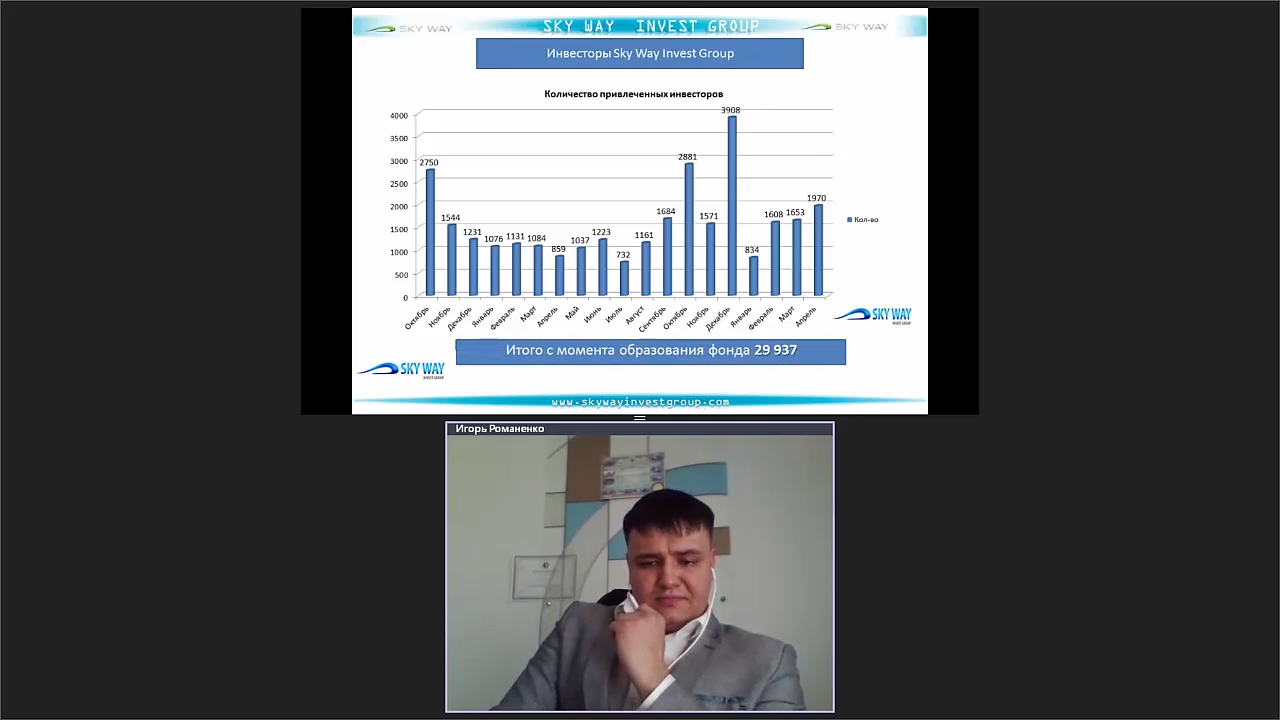 SKY WAY
SKY WAY INVEST GROUP
SKY WAY
Инвесторы Sky Way Invest Group
Количество привлеченных инвесторов
4000
3500
3000
2500
2000
1500
1000
500
0
2750
1544
1231
1076
1131
1084
859
1037
1223
732
1161
1684
2881
1571
3908
834
1608
1653
1970
Октябрь
Ноябрь
Декабрь
Январь
Февраль
Март
Апрель
Май
Июнь
Июль
Август
Сентябрь
Октябрь
Ноябрь
Декабрь
Январь
Февраль
Март
Апрель
Кол-во
SKY WAY
INVEST GROUP
Итого с момента образования фонда 29 937
SKY WAY
INVEST GROUP
www.skywayinvestgroup.com
Игорь Романенко